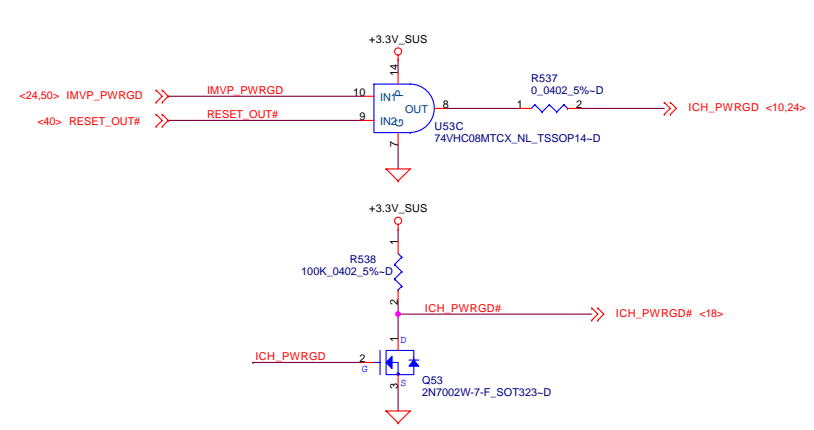 +3.3V_SUS
14
R537
0_0402_5%~D
<24,50> IMVP_PWRGD
IMVP_PWRGD
10
IN1
P
OUT
8
1
2
ICH_PWRGD <10,24>
<40> RESET_OUT#
RESET_OUT#
9
IN2
G
U53C
74VHC08MTCX_NL_TSSOP14~D
7
+3.3V_SUS
1
R538
100K_0402_5%~D
2
ICH_PWRGD#
ICH_PWRGD# <18>
1
D
ICH_PWRGD
2
G
S
3
Q53
2N7002W-7-F_SOT323~D